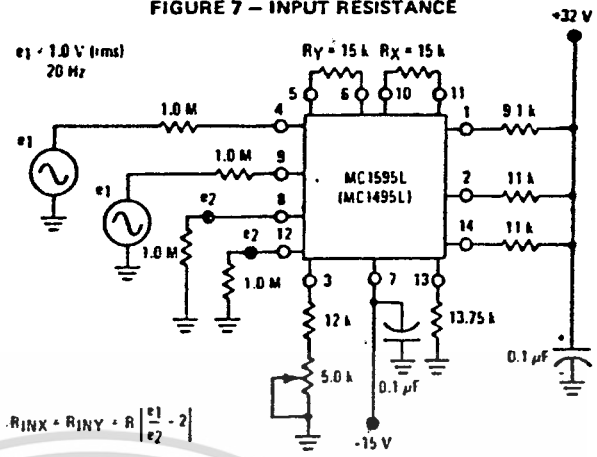 FIGURE 7 – INPUT RESISTANCE
+32 V
e1 < 1.0 V (rms)
20 Hz
RY = 15 k RX = 15 k
5 6 10 11
1.0 M 4 1 9.1 k
e1
1.0 M 9
MC1595L
(MC1495L)
2 11 k
e1
e2 8
14 11 k
1.0 M
e2 12
1.0 M
3 7 13
12 k
13.75 k
5.0 k
0.1 µF
0.1 µF
+
-15 V
RINX = RINY = R | e1/e2 - 2 |